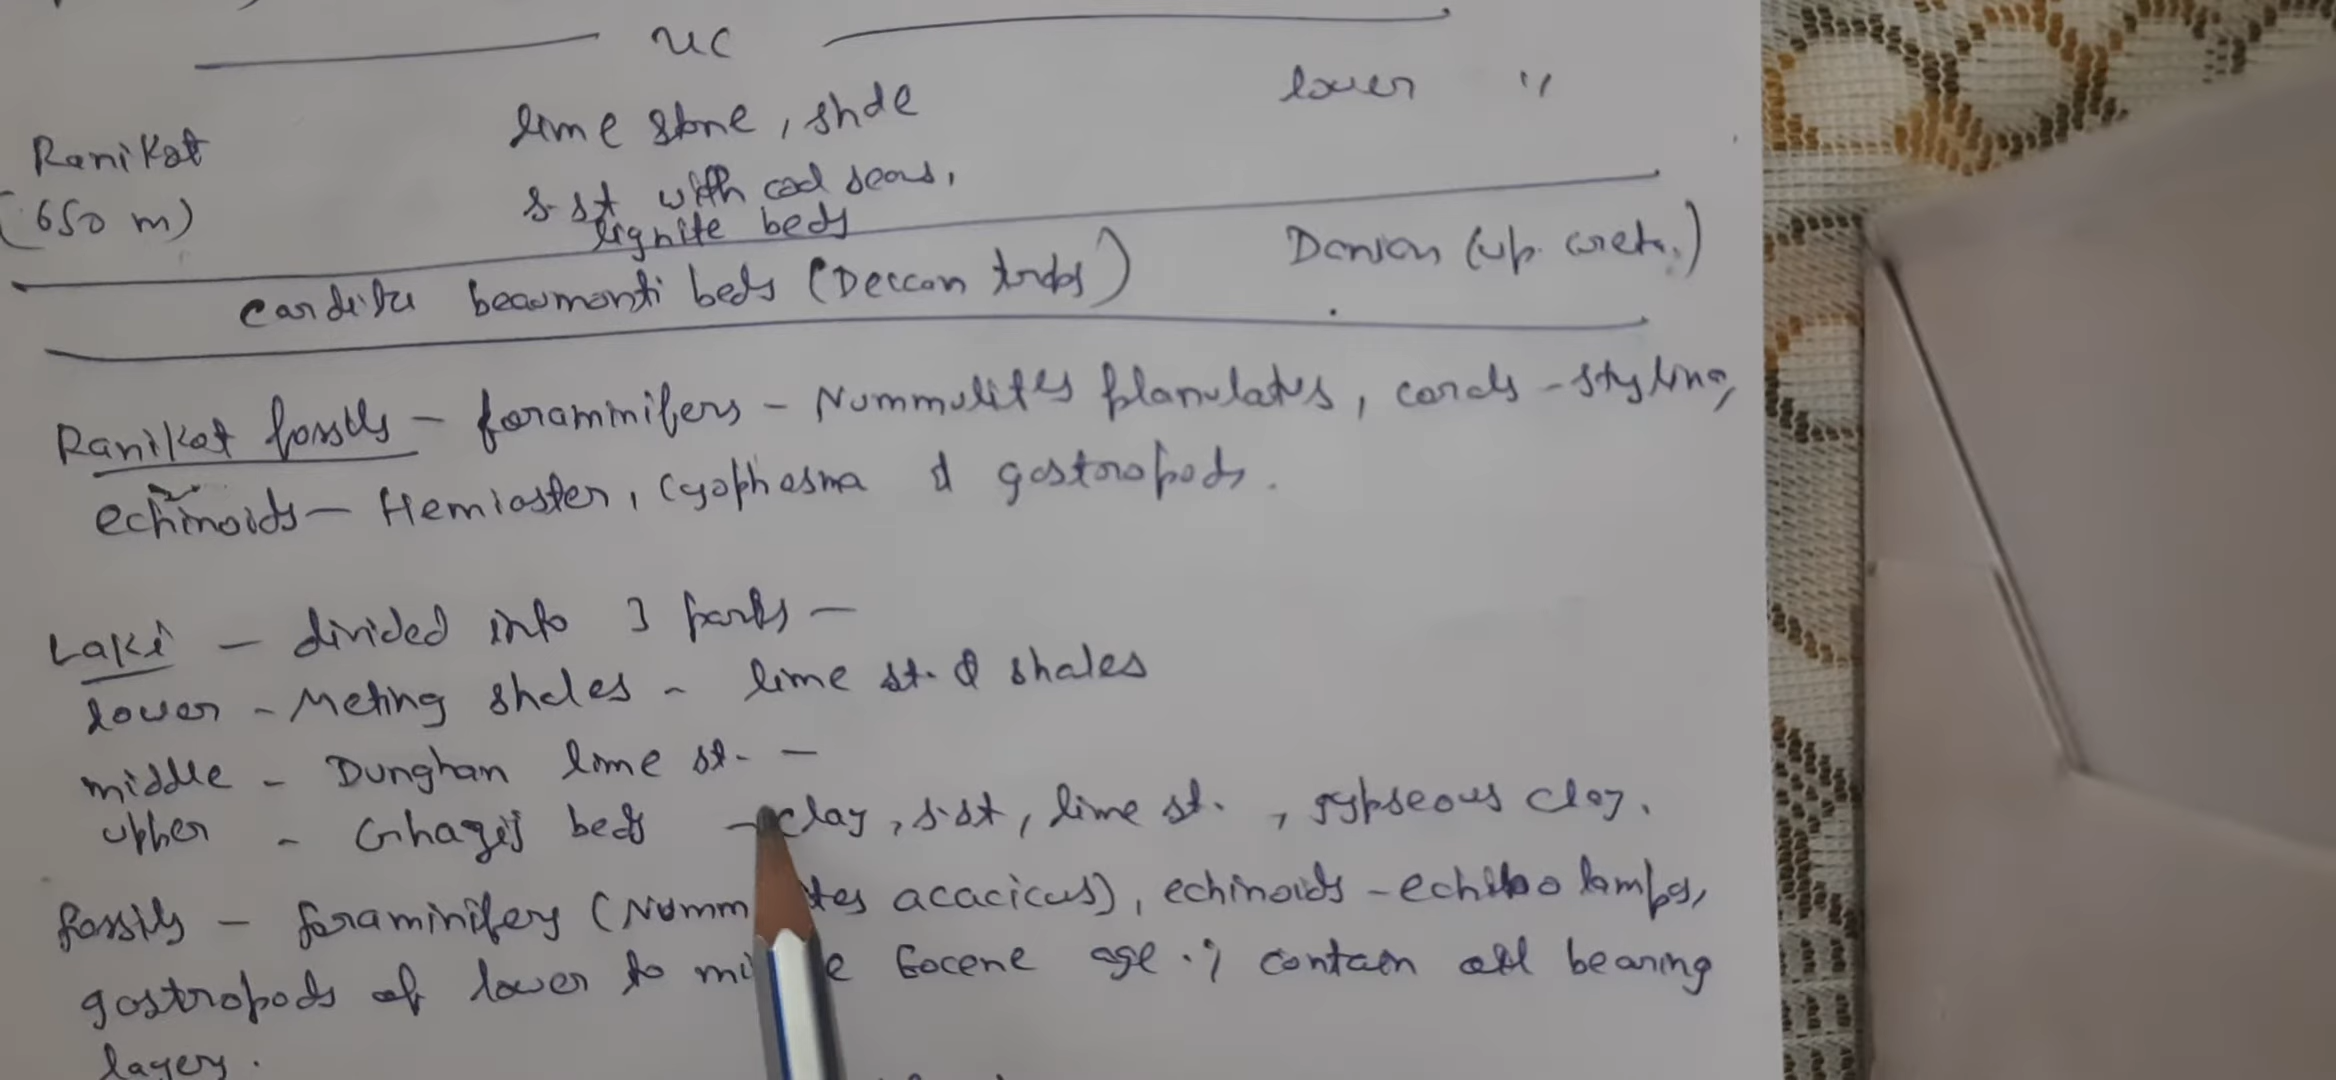 UC
lime stone, shale lower "
Ranikot
s.st with coal seams,
(650 m)
lignite beds
Cardita beaumonti beds (Deccan traps) Danian (up. creta.)
Ranikot fossils - foraminifers - Nummulites planulatus, corals - stylina,
echinoids - Hemiaster, & gastropods.
Laki - divided into 3 parts -
lower - Meting shales - lime st. & shales
middle - Dunghan lime st. -
upper - Ghazij beds - clay, s.st, lime st., gypseous clay.
fossils - foraminifers (Numm tes acacicus), echinoids - echinolamps,
gastropods of lower to mi e Eocene age.; contain oil bearing
layers.